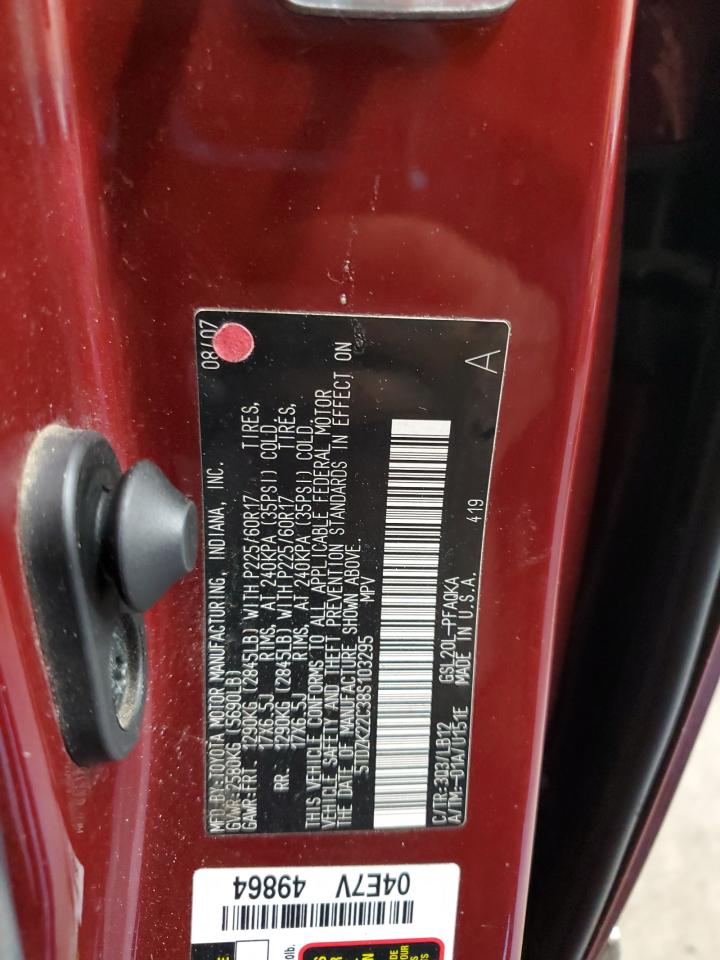 08/07
MFD.BY:TOYOTA MOTOR MANUFACTURING, INDIANA, INC.
GVWR:2580KG (5690LB)
GAWR:FRT. 1290KG (2845LB) WITH P225/60R17 TIRES,
17X6.5J RIMS, AT 240KPA (35PSI) COLD.
RR. 1290KG (2845LB) WITH P225/60R17 TIRES,
17X6.5J RIMS, AT 240KPA (35PSI) COLD.
THIS VEHICLE CONFORMS TO ALL APPLICABLE FEDERAL MOTOR
VEHICLE SAFETY AND THEFT PREVENTION STANDARDS IN EFFECT ON
THE DATE OF MANUFACTURE SHOWN ABOVE.
5TDZK22C38S103295 MPV
C/TR:3Q3/LB12 GSL20L-PFAQKA
A/TM:-01A/U151E MADE IN U.S.A. 419
A
04E7V 49864